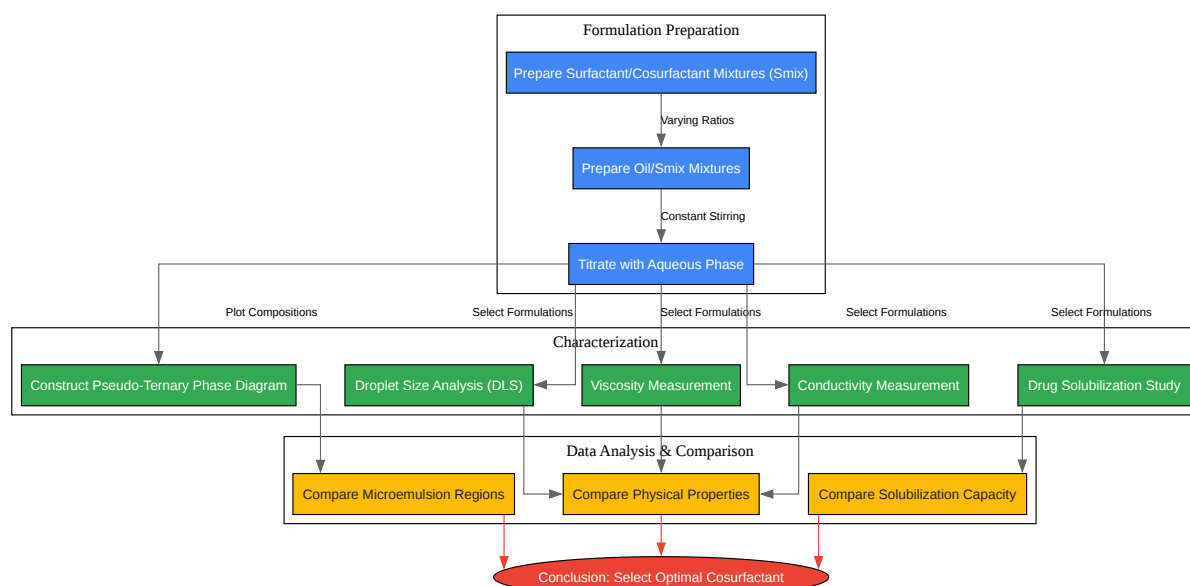 Formulation Preparation
Prepare Surfactant/Cosurfactant Mixtures (Smix)
Varying Ratios
Prepare Oil/Smix Mixtures
Constant Stirring
Titrate with Aqueous Phase
Plot Compositions
Select Formulations
Select Formulations
Select Formulations
Select Formulations
Characterization
Construct Pseudo-Ternary Phase Diagram
Droplet Size Analysis (DLS)
Viscosity Measurement
Conductivity Measurement
Drug Solubilization Study
Data Analysis & Comparison
Compare Microemulsion Regions
Compare Physical Properties
Compare Solubilization Capacity
Conclusion: Select Optimal Cosurfactant